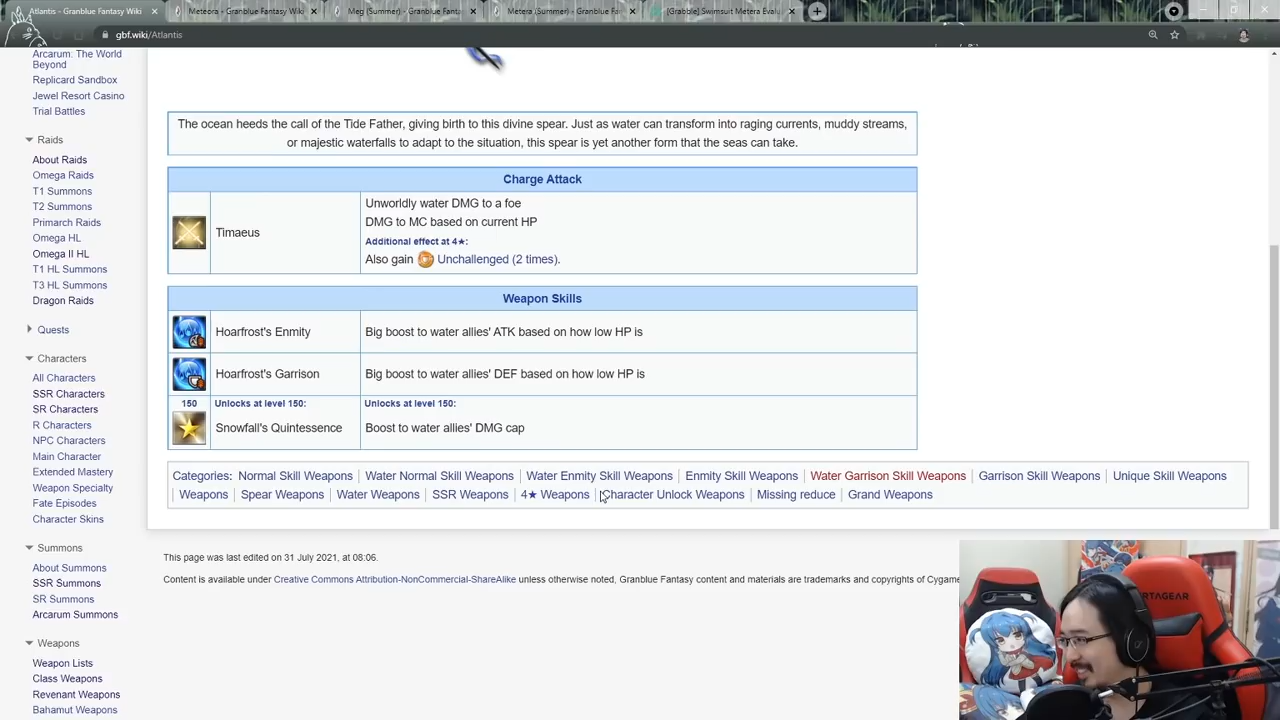 Atlantis - Granblue Fantasy Wiki
Meteora - Granblue Fantasy Wiki
Meg (Summer) - Granblue Fanta
Metera (Summer) - Granblue Fan
[Grabble] Swimsuit Metera Evalu
gbf.wiki/Atlantis
Arcarum: The World
Beyond
Replicard Sandbox
Jewel Resort Casino
Trial Battles
Raids
About Raids
Omega Raids
T1 Summons
T2 Summons
Primarch Raids
Omega HL
Omega II HL
T1 HL Summons
T3 HL Summons
Dragon Raids
Quests
Characters
All Characters
SSR Characters
SR Characters
R Characters
NPC Characters
Main Character
Extended Mastery
Weapon Specialty
Fate Episodes
Character Skins
Summons
About Summons
SSR Summons
SR Summons
Arcarum Summons
Weapons
Weapon Lists
Class Weapons
Revenant Weapons
Bahamut Weapons
The ocean heeds the call of the Tide Father, giving birth to this divine spear. Just as water can transform into raging currents, muddy streams,
or majestic waterfalls to adapt to the situation, this spear is yet another form that the seas can take.
Charge Attack
Timaeus
Unworldly water DMG to a foe
DMG to MC based on current HP
Additional effect at 4★:
Also gain Unchallenged (2 times).
Weapon Skills
Hoarfrost's Enmity Big boost to water allies' ATK based on how low HP is
Hoarfrost's Garrison Big boost to water allies' DEF based on how low HP is
150 Unlocks at level 150: Unlocks at level 150:
Snowfall's Quintessence Boost to water allies' DMG cap
Categories: Normal Skill Weapons | Water Normal Skill Weapons | Water Enmity Skill Weapons | Enmity Skill Weapons | Water Garrison Skill Weapons | Garrison Skill Weapons | Unique Skill Weapons
| Weapons | Spear Weapons | Water Weapons | SSR Weapons | 4★ Weapons | Character Unlock Weapons | Missing reduce | Grand Weapons
This page was last edited on 31 July 2021, at 08:06.
Content is available under Creative Commons Attribution-NonCommercial-ShareAlike unless otherwise noted, Granblue Fantasy content and materials are trademarks and copyrights of Cygame
RTAGEAR